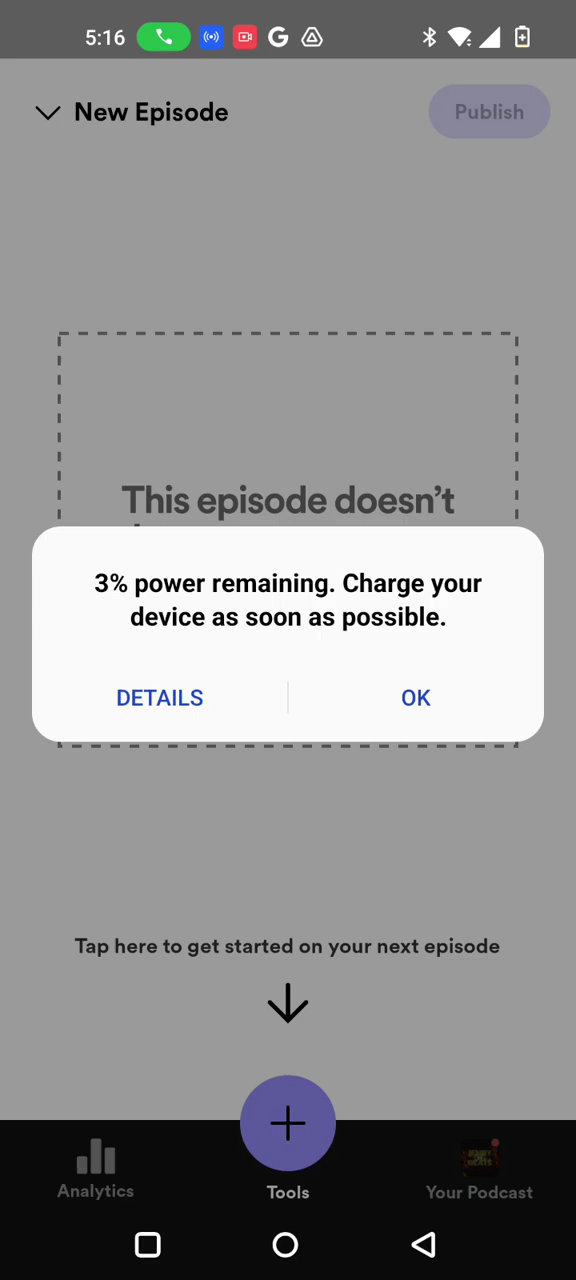 5:16
New Episode
Publish
This episode doesn't
3% power remaining. Charge your
device as soon as possible.
DETAILS
OK
Tap here to get started on your next episode
Analytics
Tools
Your Podcast